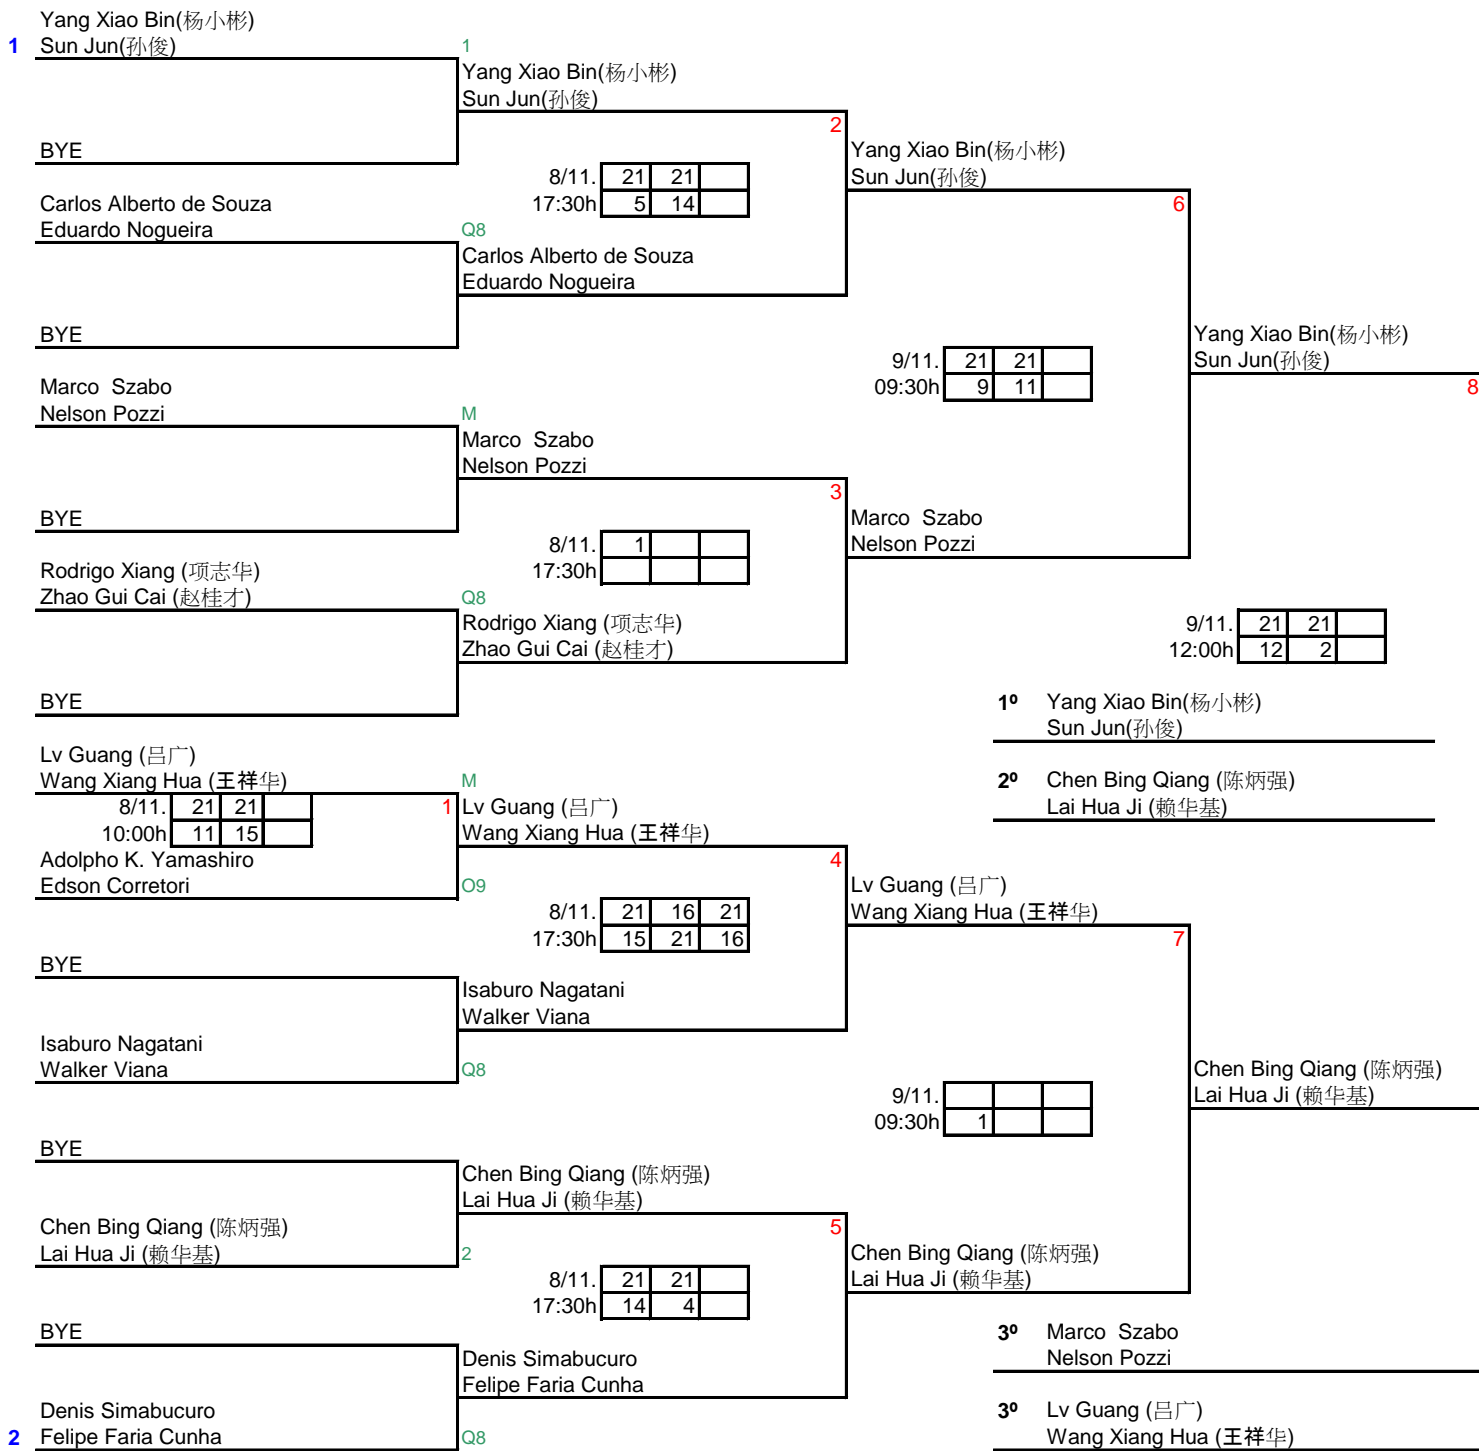 Yang Xiao Bin(杨小彬)
1 Sun Jun(孙俊)
1
Yang Xiao Bin(杨小彬)
Sun Jun(孙俊)
2
BYE
Yang Xiao Bin(杨小彬)
Sun Jun(孙俊)
8/11. 21 21
17:30h 5 14
6
Carlos Alberto de Souza
Eduardo Nogueira
Q8
Carlos Alberto de Souza
Eduardo Nogueira
BYE
Yang Xiao Bin(杨小彬)
Sun Jun(孙俊)
8
9/11. 21 21
09:30h 9 11
Marco Szabo
Nelson Pozzi
M
Marco Szabo
Nelson Pozzi
3
BYE
Marco Szabo
Nelson Pozzi
8/11. 1
17:30h
Rodrigo Xiang (项志华)
Zhao Gui Cai (赵桂才)
Q8
Rodrigo Xiang (项志华)
Zhao Gui Cai (赵桂才)
9/11. 21 21
12:00h 12 2
BYE
1º Yang Xiao Bin(杨小彬)
Sun Jun(孙俊)
2º Chen Bing Qiang (陈炳强)
Lai Hua Ji (赖华基)
Lv Guang (吕广)
Wang Xiang Hua (王祥华)
M
8/11. 21 21
10:00h 11 15
1
Lv Guang (吕广)
Wang Xiang Hua (王祥华)
4
Adolpho K. Yamashiro
Edson Corretori
O9
Lv Guang (吕广)
Wang Xiang Hua (王祥华)
7
8/11. 21 16 21
17:30h 15 21 16
BYE
Isaburo Nagatani
Walker Viana
Isaburo Nagatani
Walker Viana
Q8
Chen Bing Qiang (陈炳强)
Lai Hua Ji (赖华基)
9/11.
09:30h 1
BYE
Chen Bing Qiang (陈炳强)
Lai Hua Ji (赖华基)
5
Chen Bing Qiang (陈炳强)
Lai Hua Ji (赖华基)
2
Chen Bing Qiang (陈炳强)
Lai Hua Ji (赖华基)
8/11. 21 21
17:30h 14 4
BYE
Denis Simabucuro
Felipe Faria Cunha
3º Marco Szabo
Nelson Pozzi
Denis Simabucuro
2 Felipe Faria Cunha
Q8
3º Lv Guang (吕广)
Wang Xiang Hua (王祥华)